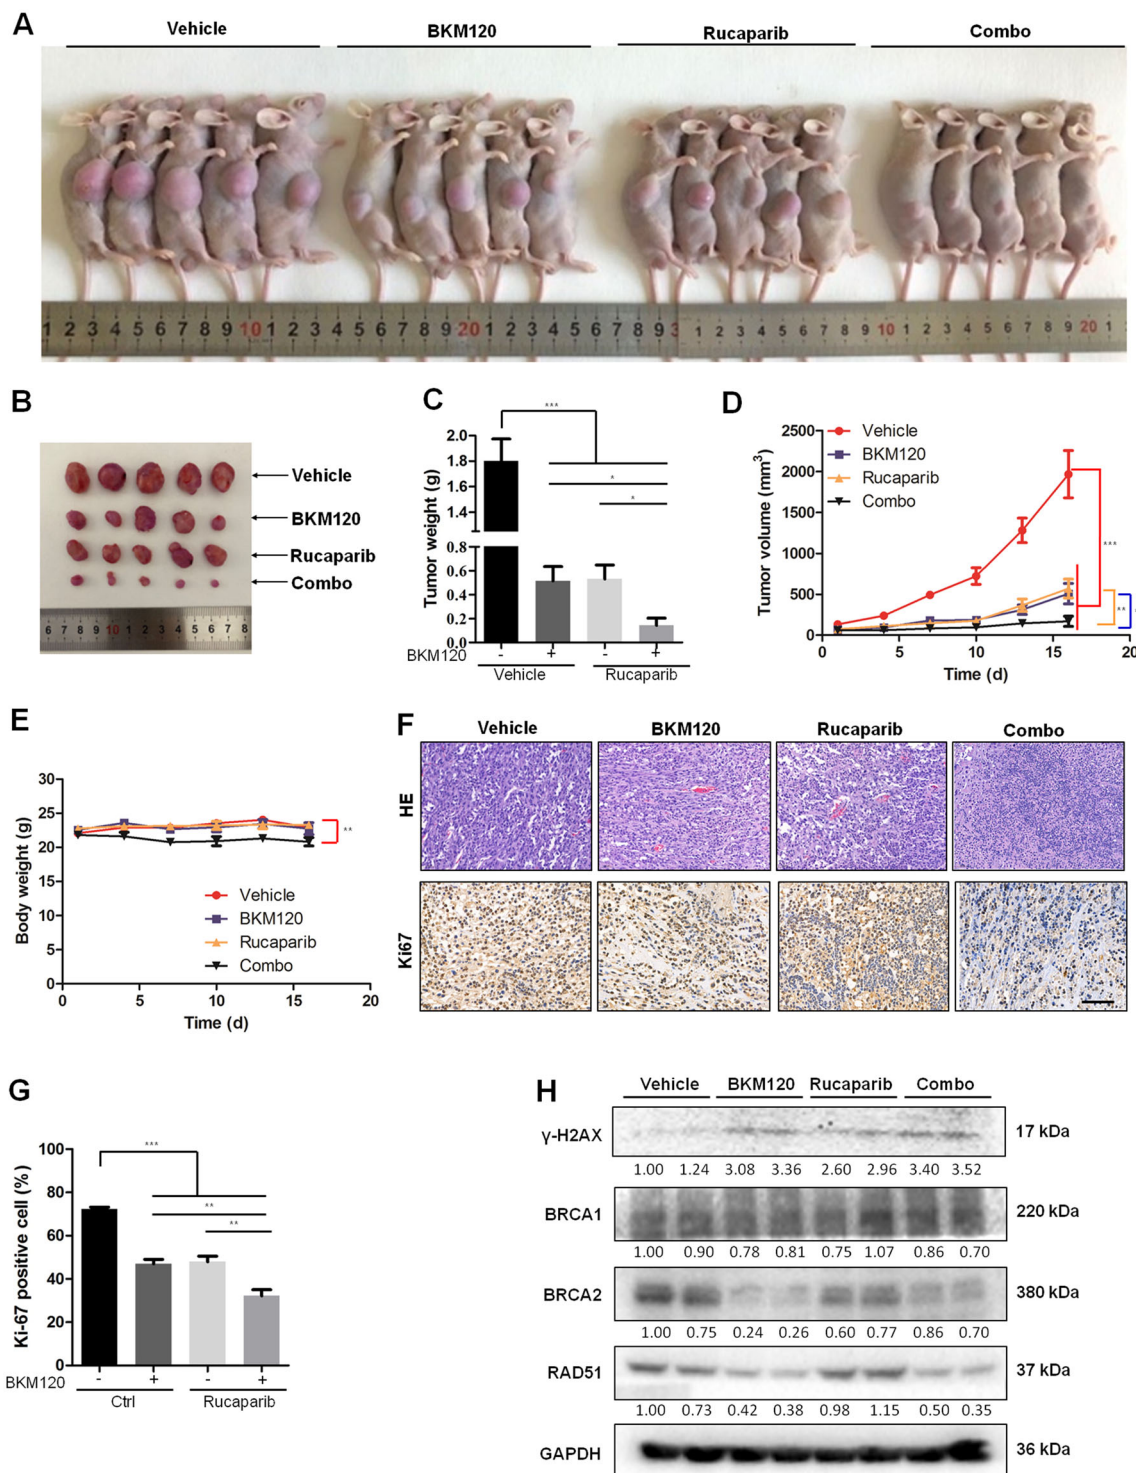 A
Vehicle BKM120 Rucaparib Combo
1 2 3 4 5 6 7 8 9 10 1 2 3 4 5 6 7 8 9 20 1 2 3 4 5 6 7 8 9 3 1 2 3 4 5 6 7 8 9 10 1 2 3 4 5 6 7 8 9 20 1
B
Vehicle
BKM120
Rucaparib
Combo
6 7 8 9 10 1 2 3 4 5 6 7 8
C
Tumor weight (g)
2.0
1.8
1.6
1.4
0.8
0.6
0.4
0.2
0.0
***
*
*
BKM120 - + - +
Vehicle Rucaparib
D
Tumor volume (mm3)
2500
2000
1500
1000
500
0
Vehicle
BKM120
Rucaparib
Combo
***
**
0 5 10 15 20
Time (d)
E
Body weight (g)
30
25
20
15
10
5
0
**
Vehicle
BKM120
Rucaparib
Combo
0 5 10 15 20
Time (d)
F
Vehicle BKM120 Rucaparib Combo
HE
Ki67
G
Ki-67 positive cell (%)
100
80
60
40
20
0
***
**
**
BKM120 - + - +
Ctrl Rucaparib
H
Vehicle BKM120 Rucaparib Combo
γ-H2AX 17 kDa
1.00 1.24 3.08 3.36 2.60 2.96 3.40 3.52
BRCA1 220 kDa
1.00 0.90 0.78 0.81 0.75 1.07 0.86 0.70
BRCA2 380 kDa
1.00 0.75 0.24 0.26 0.60 0.77 0.86 0.70
RAD51 37 kDa
1.00 0.73 0.42 0.38 0.98 1.15 0.50 0.35
GAPDH 36 kDa